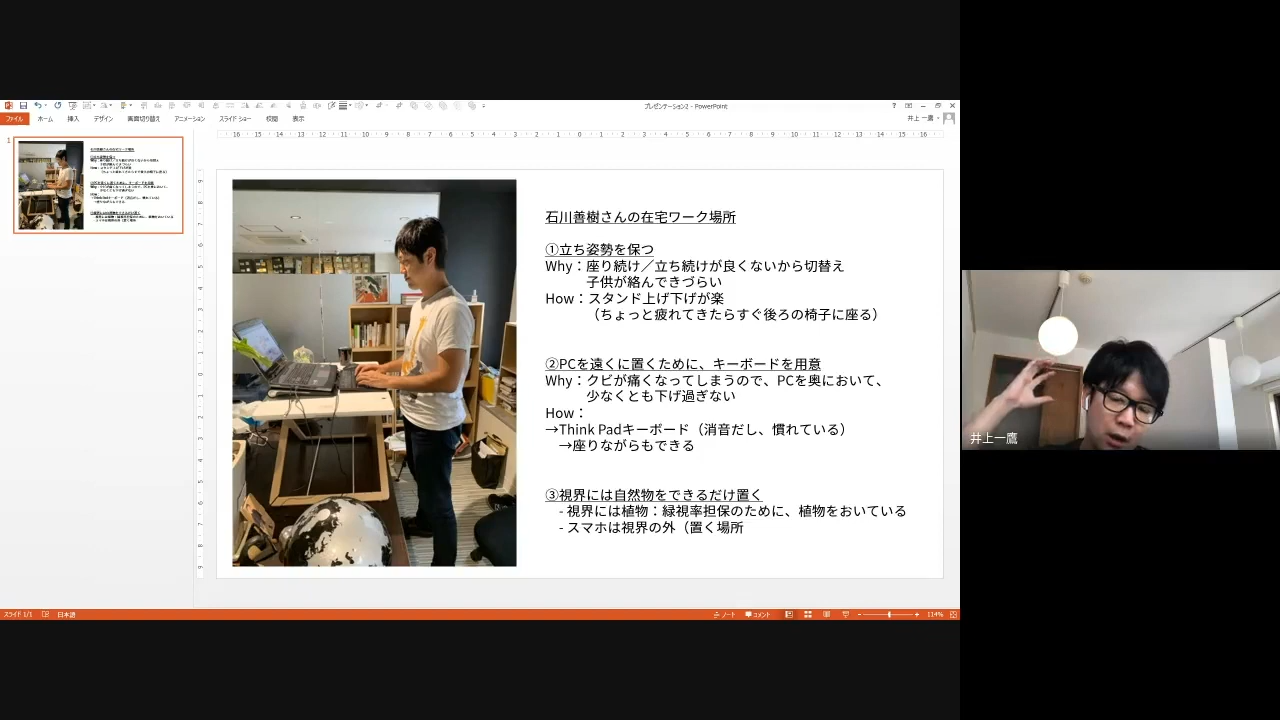 プレゼンテーション2 - PowerPoint
ファイル ホーム 挿入 デザイン 画面切り替え アニメーション スライド ショー 校閲 表示
井上 一鷹
1
石川善樹さんの在宅ワーク場所
①立ち姿勢を保つ
Why：座り続け／立ち続けが良くないから切替え
子供が絡んできづらい
How：スタンド上げ下げが楽
（ちょっと疲れてきたらすぐ後ろの椅子に座る）
②PCを遠くに置くために、キーボードを用意
Why：クビが痛くなってしまうので、PCを奥において、
少なくとも下げ過ぎない
How：
→Think Padキーボード（消音だし、慣れている）
→座りながらもできる
③視界には自然物をできるだけ置く
- 視界には植物：緑視率担保のために、植物をおいている
- スマホは視界の外（置く場所
井上一鷹
スライド 1/1 日本語 ノート コメント 114%